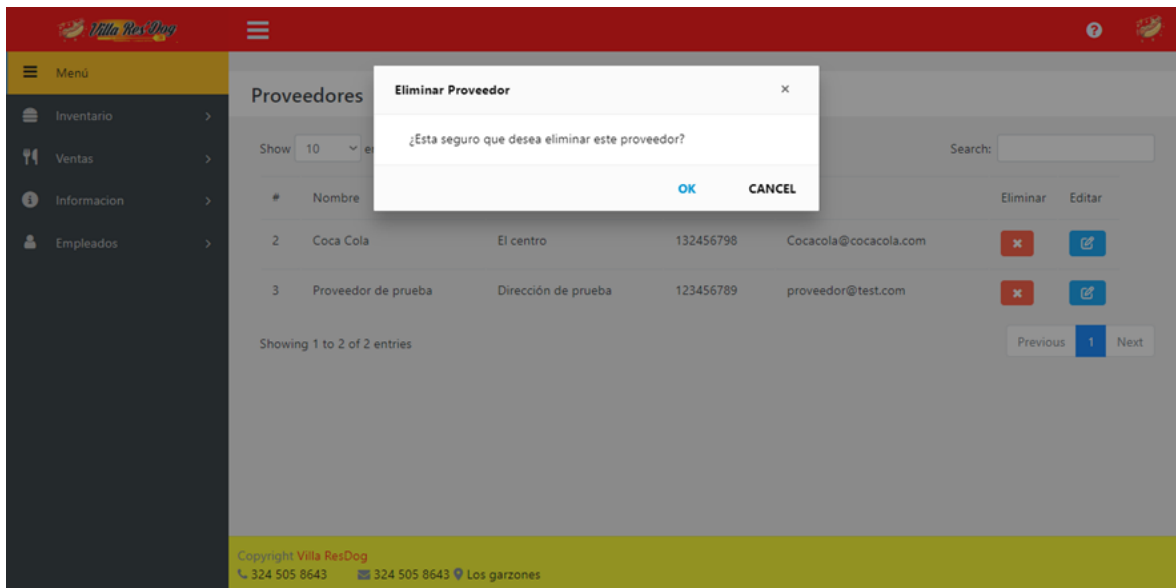 Villa Res'Dog
Menú
Inventario
Ventas
Informacion
Empleados
Proveedores
Eliminar Proveedor ×
¿Esta seguro que desea eliminar este proveedor?
OK CANCEL
Show 10 Search:
# Nombre Eliminar Editar
2 Coca Cola El centro 132456798 Cocacola@cocacola.com
3 Proveedor de prueba Dirección de prueba 123456789 proveedor@test.com
Showing 1 to 2 of 2 entries Previous 1 Next
Copyright Villa ResDog
324 505 8643 324 505 8643 Los garzones